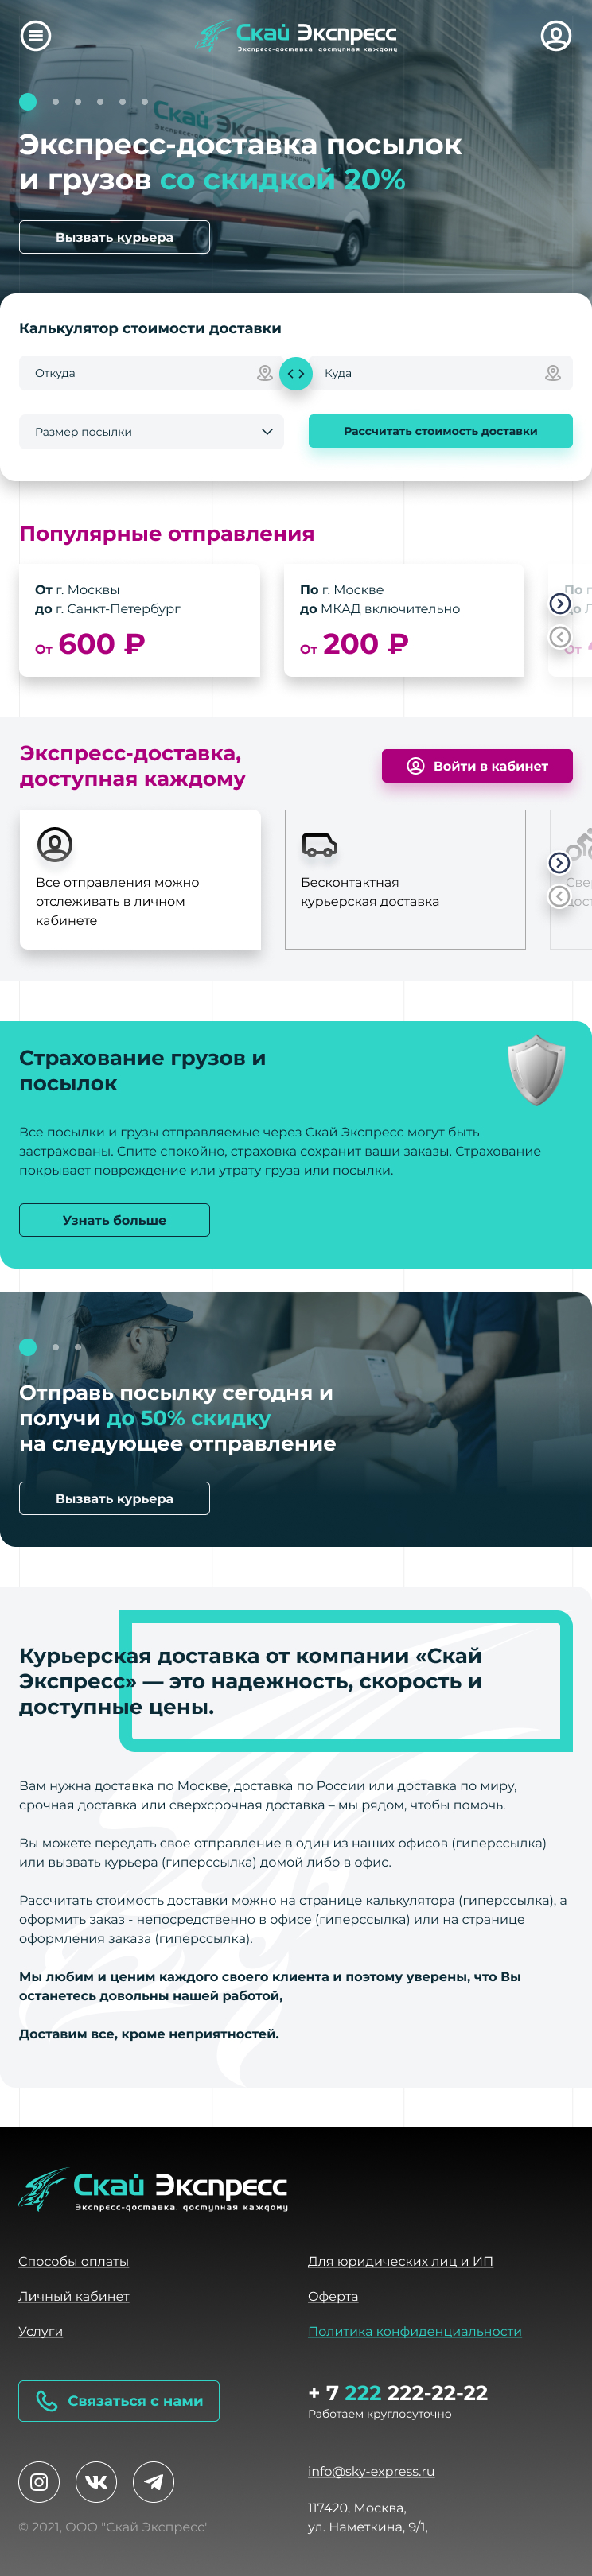 Скай Экспресс
Экспресс-доставка, доступная каждому
Экспресс-доставка посылок
и грузов со скидкой 20%
Вызвать курьера
Калькулятор стоимости доставки
Откуда
Куда
Размер посылки
Рассчитать стоимость доставки
Популярные отправления
От г. Москвы
до г. Санкт-Петербург
От 600 ₽
По г. Москве
до МКАД включительно
От 200 ₽
По г
до Л
От 4
Экспресс-доставка,
доступная каждому
Войти в кабинет
Все отправления можно
отслеживать в личном
кабинете
Бесконтактная
курьерская доставка
Свер
дост
Страхование грузов и
посылок
Все посылки и грузы отправляемые через Скай Экспресс могут быть
застрахованы. Спите спокойно, страховка сохранит ваши заказы. Страхование
покрывает повреждение или утрату груза или посылки.
Узнать больше
Отправь посылку сегодня и
получи до 50% скидку
на следующее отправление
Вызвать курьера
Курьерская доставка от компании «Скай
Экспресс» — это надежность, скорость и
доступные цены.
Вам нужна доставка по Москве, доставка по России или доставка по миру,
срочная доставка или сверхсрочная доставка – мы рядом, чтобы помочь.
Вы можете передать свое отправление в один из наших офисов (гиперссылка)
или вызвать курьера (гиперссылка) домой либо в офис.
Рассчитать стоимость доставки можно на странице калькулятора (гиперссылка), а
оформить заказ - непосредственно в офисе (гиперссылка) или на странице
оформления заказа (гиперссылка).
Мы любим и ценим каждого своего клиента и поэтому уверены, что Вы
останетесь довольны нашей работой,
Доставим все, кроме неприятностей.
Скай Экспресс
Экспресс-доставка, доступная каждому
Способы оплаты
Личный кабинет
Услуги
Для юридических лиц и ИП
Оферта
Политика конфиденциальности
Связаться с нами
+ 7 222 222-22-22
Работаем круглосуточно
info@sky-express.ru
117420, Москва,
ул. Наметкина, 9/1,
© 2021, ООО "Скай Экспресс"